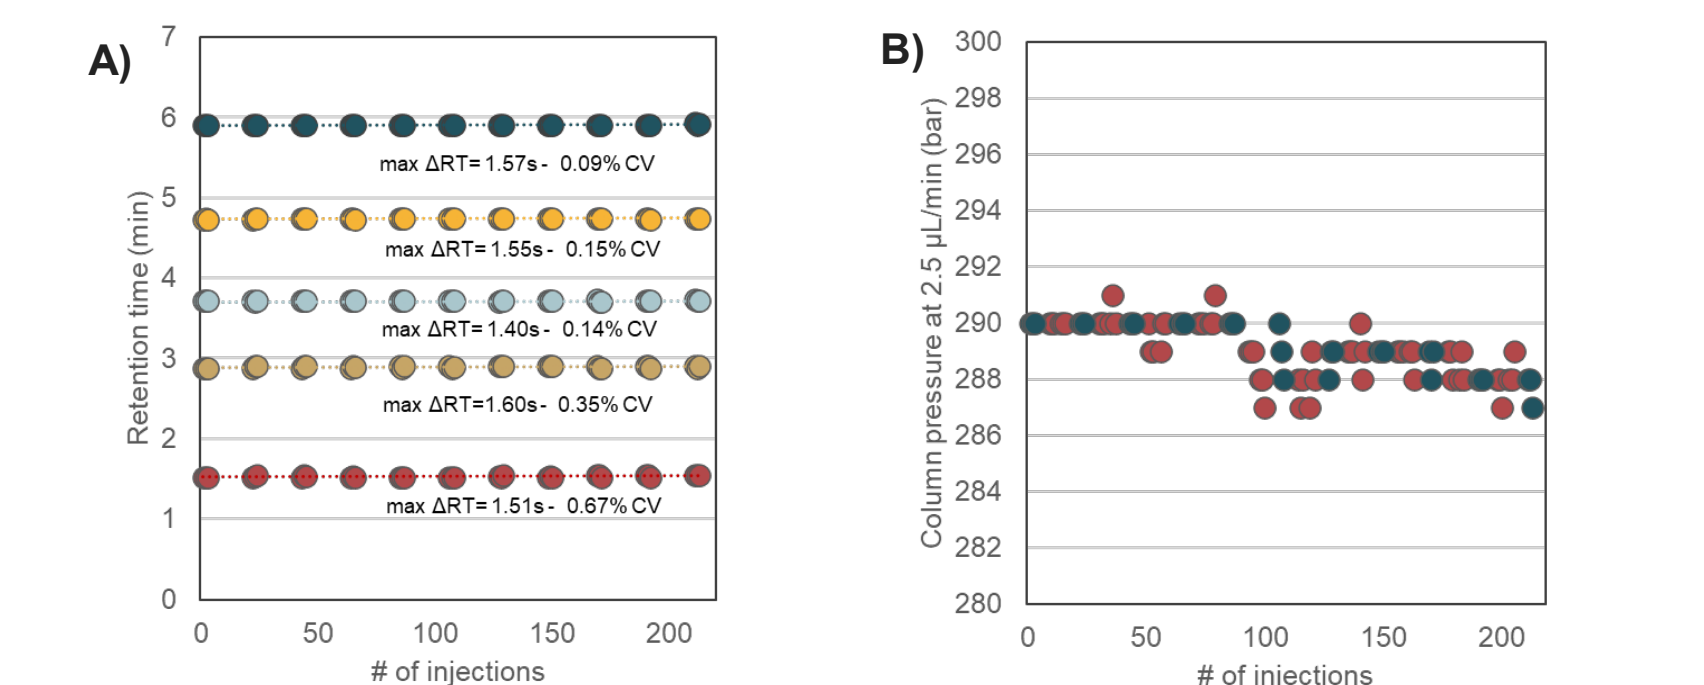 A)
7
6
5
4
3
2
1
0
Retention time (min)
max ΔRT= 1.57s - 0.09% CV
max ΔRT= 1.55s - 0.15% CV
max ΔRT= 1.40s - 0.14% CV
max ΔRT= 1.60s - 0.35% CV
max ΔRT= 1.51s - 0.67% CV
0 50 100 150 200
# of injections
B)
300
298
296
294
292
290
288
286
284
282
280
Column pressure at 2.5 µL/min (bar)
0 50 100 150 200
# of injections